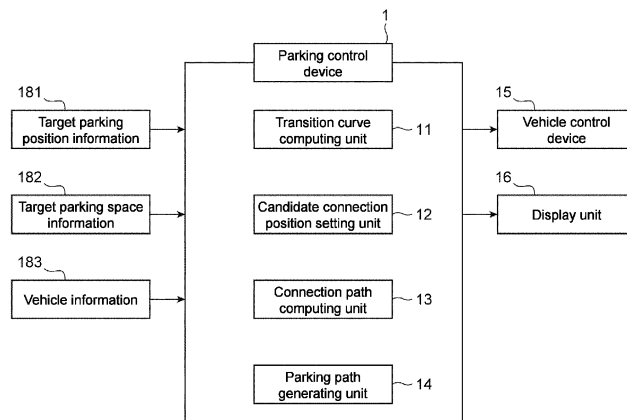 1
Parking control
device
181
Target parking
position information
Transition curve
computing unit
11
15
Vehicle control
device
182
Target parking space
information
Candidate connection
position setting unit
12
16
Display unit
183
Vehicle information
Connection path
computing unit
13
Parking path
generating unit
14